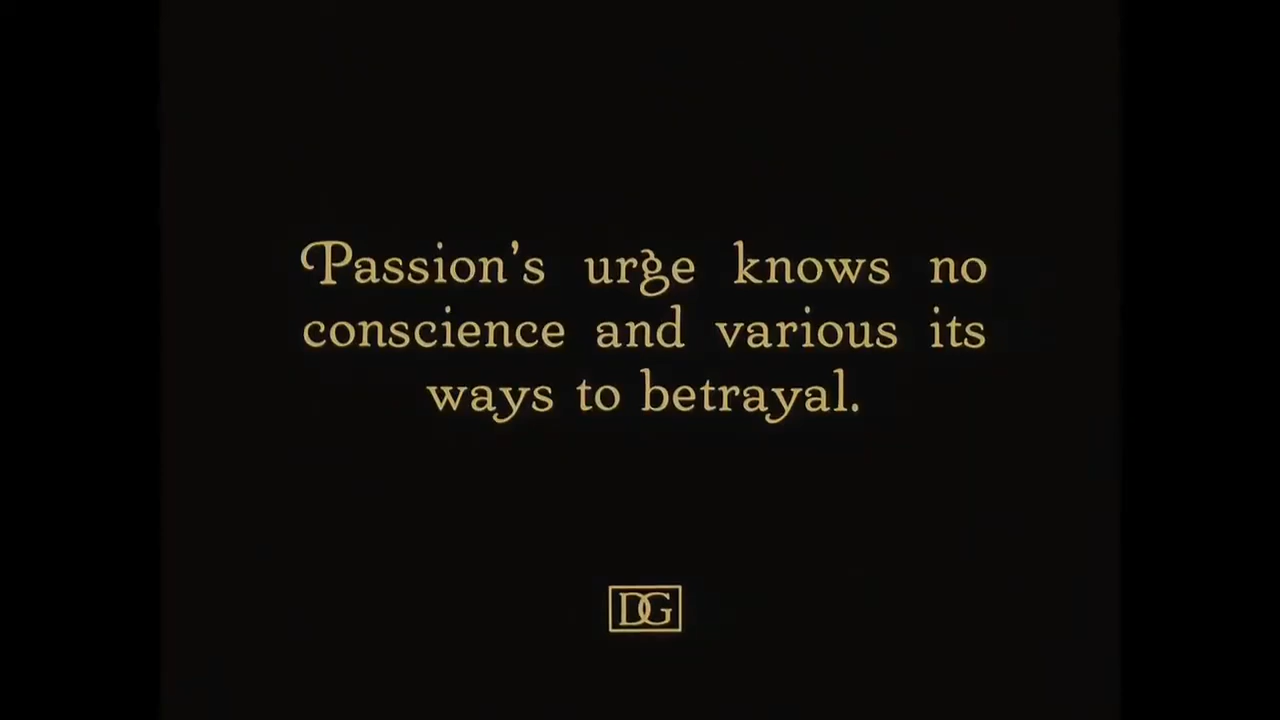 Passion's urge knows no
conscience and various its
ways to betrayal.
DG